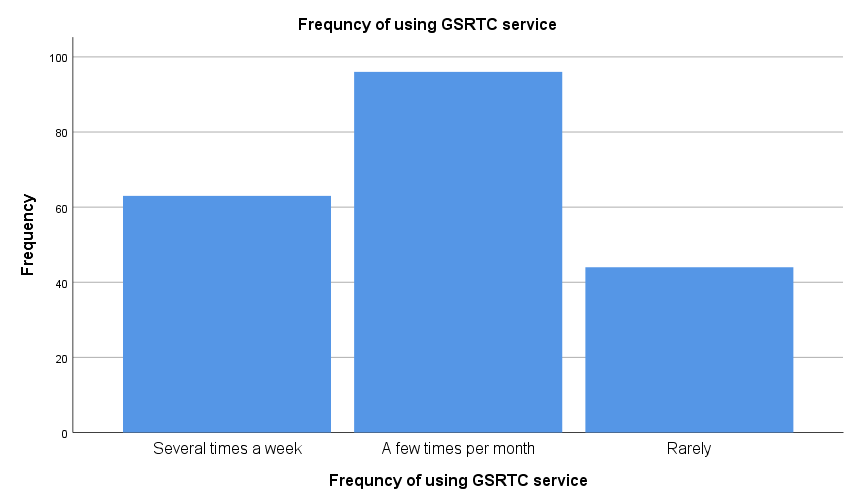 Frequncy of using GSRTC service
100
80
60
40
20
0
Frequency
Several times a week
A few times per month
Rarely
Frequncy of using GSRTC service